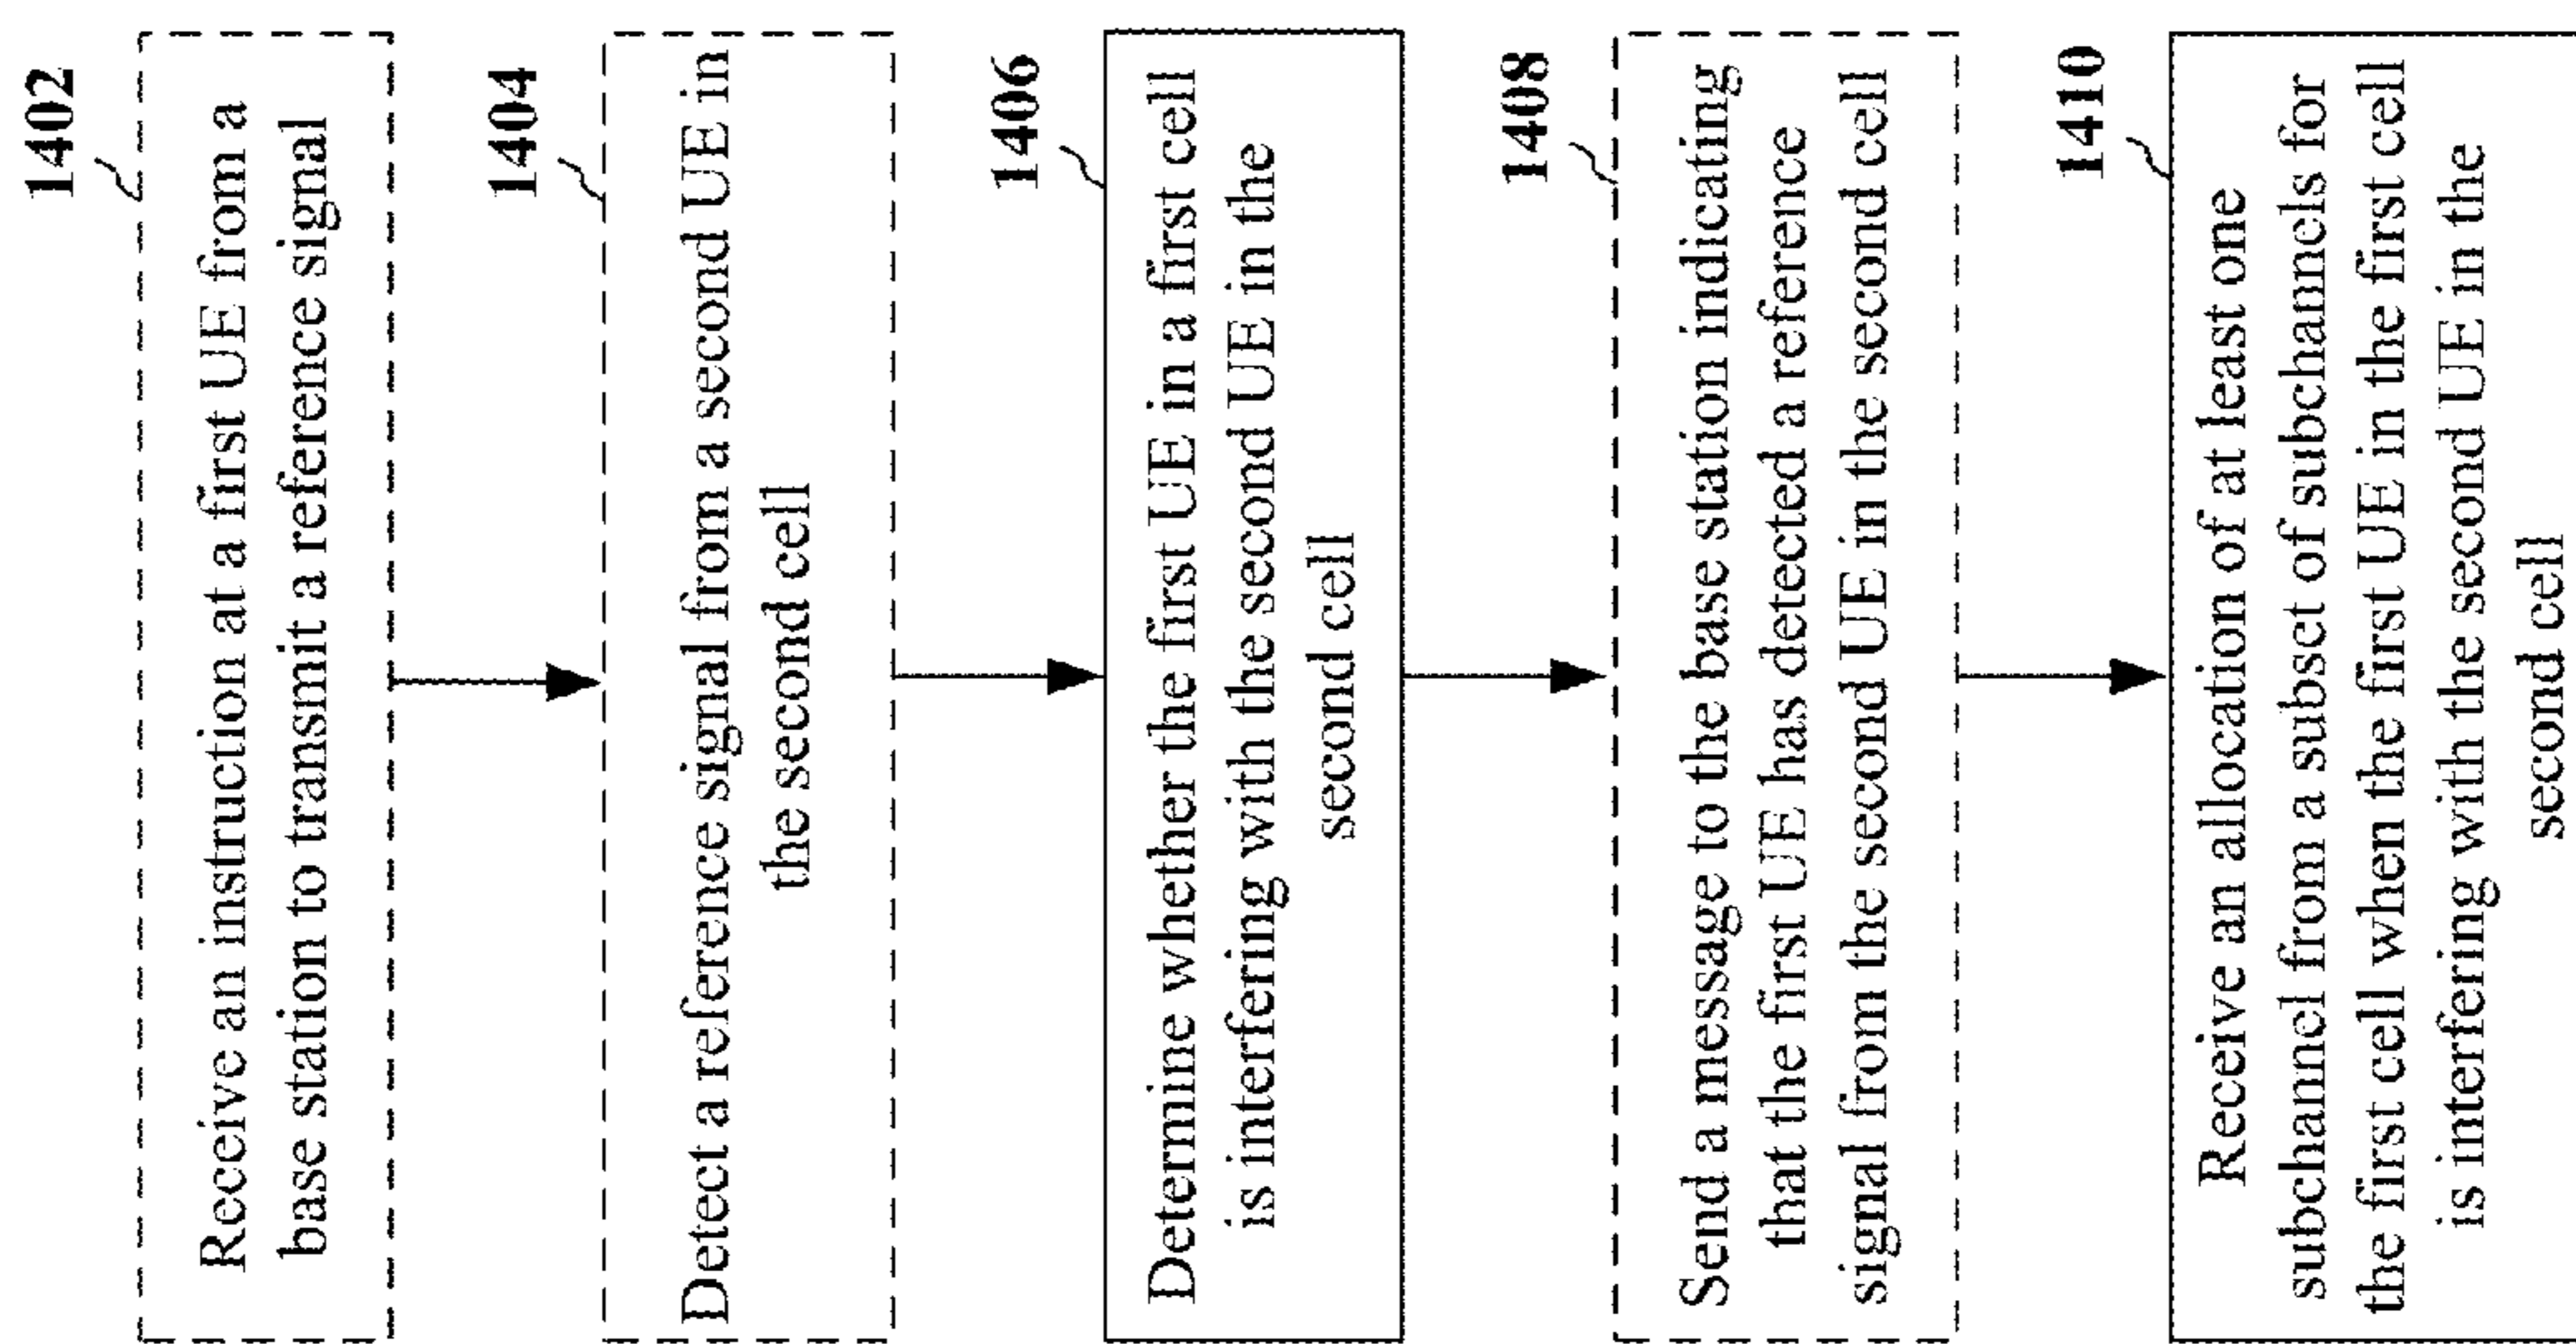 1402
Receive an instruction at a first UE from a
base station to transmit a reference signal
1404
Detect a reference signal from a second UE in
the second cell
1406
Determine whether the first UE in a first cell
is interfering with the second UE in the
second cell
1408
Send a message to the base station indicating
that the first UE has detected a reference
signal from the second UE in the second cell
1410
Receive an allocation of at least one
subchannel from a subset of subchannels for
the first cell when the first UE in the first cell
is interfering with the second UE in the
second cell